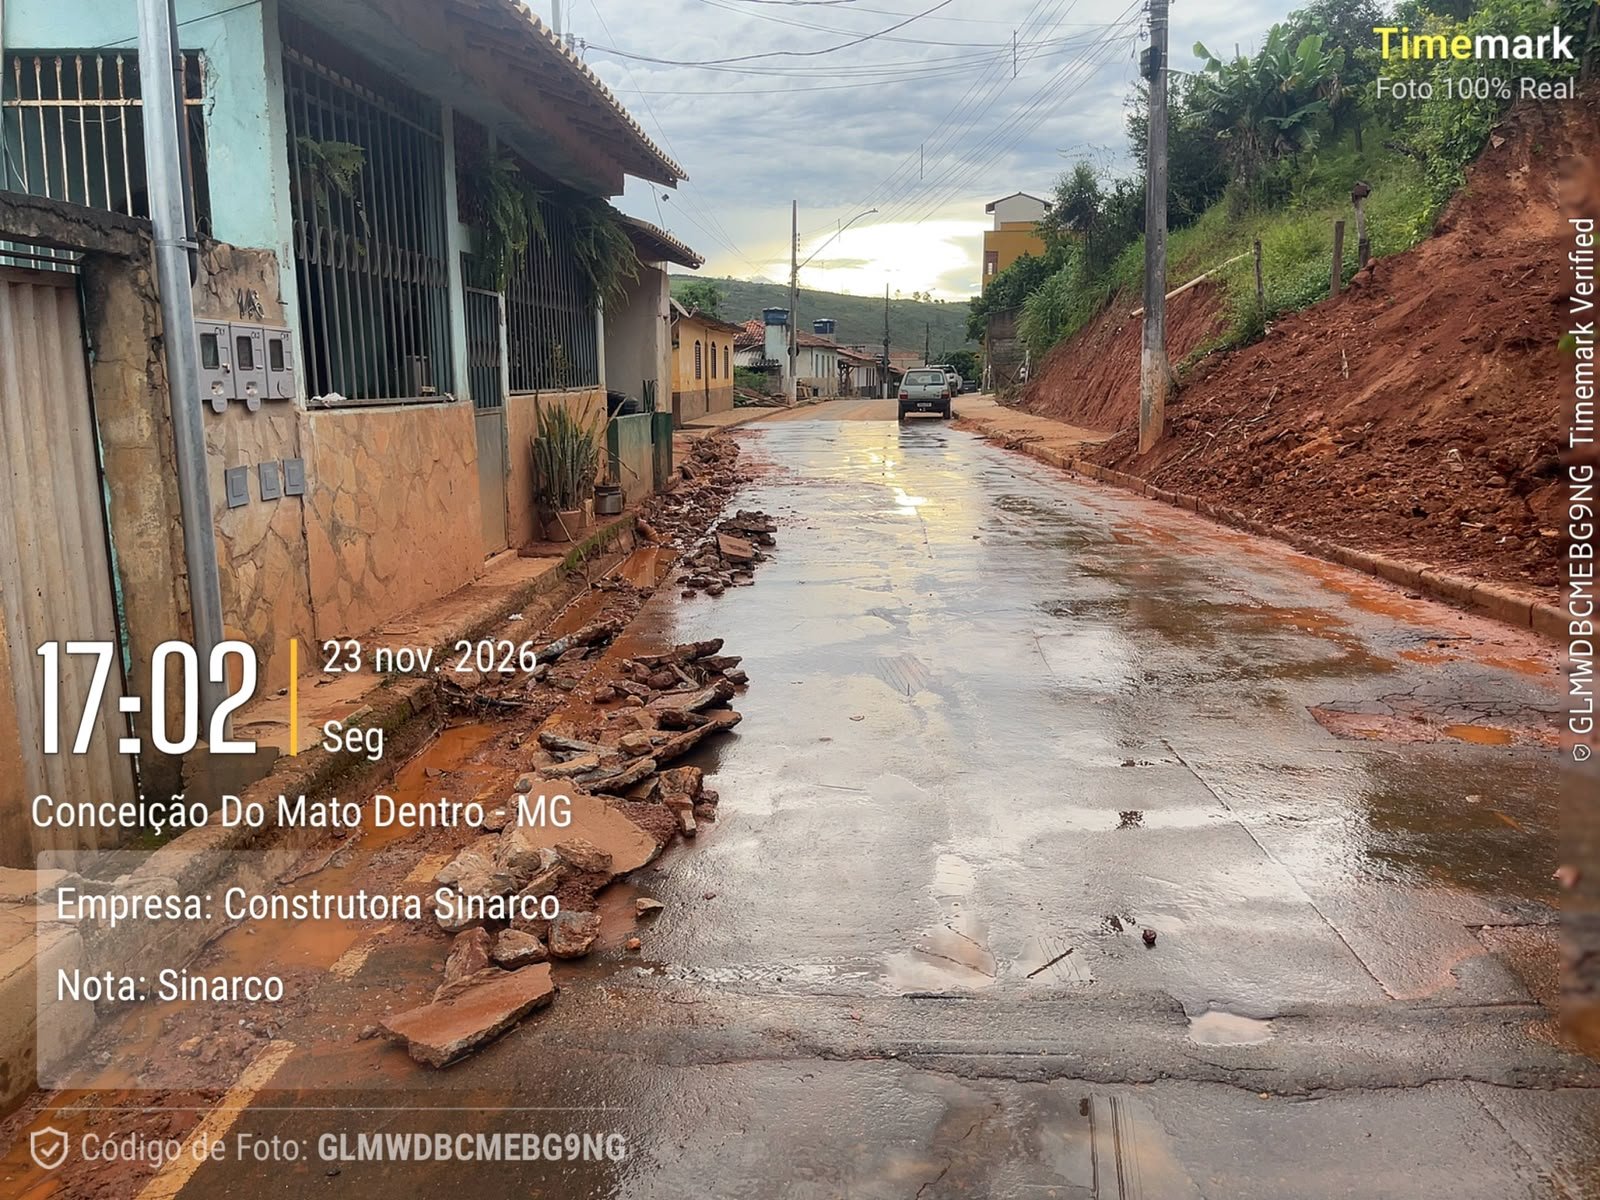 Timemark
Foto 100% Real
17:02
23 nov. 2026
Seg
Conceição Do Mato Dentro - MG
Empresa: Construtora Sinarco
Nota: Sinarco
Código de Foto: GLMWDBCMEBG9NG
GLMWDBCMEBG9NG Timemark Verified